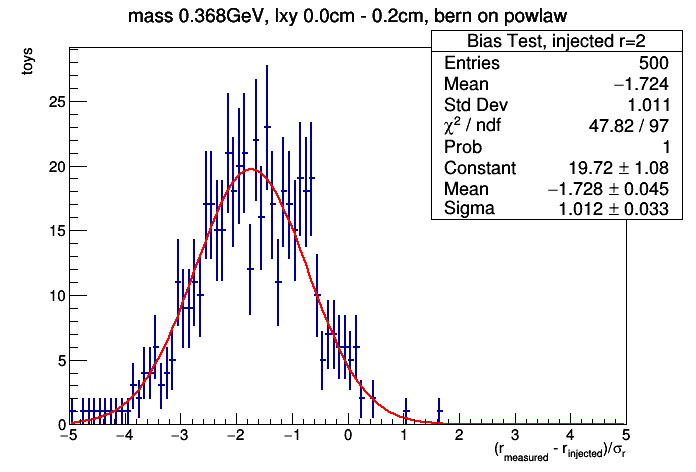 mass 0.368GeV, lxy 0.0cm - 0.2cm, bern on powlaw
toys
Bias Test, injected r=2
Entries 500
Mean −1.724
Std Dev 1.011
χ² / ndf 47.82 / 97
Prob 1
Constant 19.72 ± 1.08
Mean −1.728 ± 0.045
Sigma 1.012 ± 0.033
25
20
15
10
5
0
−5 −4 −3 −2 −1 0 1 2 3 4 5
(r_measured - r_injected)/σ_r